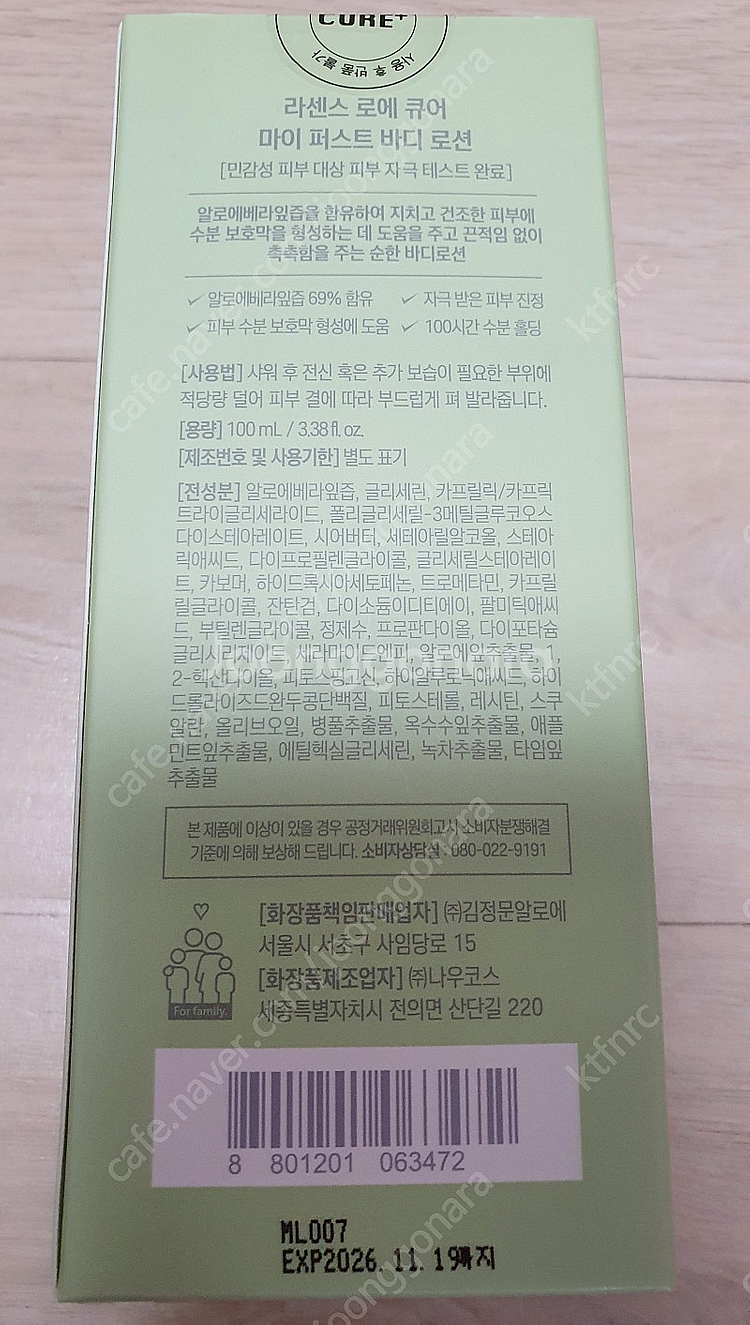 CURE+
사용 후 반품 불가
라센스 로에 큐어
마이 퍼스트 바디 로션
[민감성 피부 대상 피부 자극 테스트 완료]
알로에베라잎즙을 함유하여 지치고 건조한 피부에
수분 보호막을 형성하는 데 도움을 주고 끈적임 없이
촉촉함을 주는 순한 바디로션
✓ 알로에베라잎즙 69% 함유 ✓ 자극 받은 피부 진정
✓ 피부 수분 보호막 형성에 도움 ✓ 100시간 수분 홀딩
[사용법] 샤워 후 전신 혹은 추가 보습이 필요한 부위에
적당량 덜어 피부 결에 따라 부드럽게 펴 발라줍니다.
[용량] 100 mL / 3.38 fl. oz.
[제조번호 및 사용기한] 별도 표기
[전성분] 알로에베라잎즙, 글리세린, 카프릴릭/카프릭
트라이글리세라이드, 폴리글리세릴-3메틸글루코오스
다이스테아레이트, 시어버터, 세테아릴알코올, 스테아
릭애씨드, 다이프로필렌글라이콜, 글리세릴스테아레이
트, 카보머, 하이드록시아세토페논, 트로메타민, 카프릴
릴글라이콜, 잔탄검, 다이소듐이디티에이, 팔미틱애씨
드, 부틸렌글라이콜, 정제수, 프로판다이올, 다이포타슘
글리시리제이트, 세라마이드엔피, 알로에잎추출물, 1,
2-헥산다이올, 피토스핑고신, 하이알루로닉애씨드, 하이
드롤라이즈드완두콩단백질, 피토스테롤, 레시틴, 스쿠
알란, 올리브오일, 병풀추출물, 옥수수잎추출물, 애플
민트잎추출물, 에틸헥실글리세린, 녹차추출물, 타임잎
추출물
본 제품에 이상이 있을 경우 공정거래위원회고시 소비자분쟁해결
기준에 의해 보상해 드립니다. 소비자상담실 : 080-022-9191
[화장품책임판매업자] ㈜김정문알로에
서울시 서초구 사임당로 15
[화장품제조업자] ㈜나우코스
세종특별자치시 전의면 산단길 220
For family.
8 801201 063472
ML007
EXP2026.11.19까지
cafe.naver.com/joonggonara
ktfnrc
cafe.naver.com/joonggonara
ktfnrc
cafe.naver.com/joonggonara
ktfnrc
joonggonara